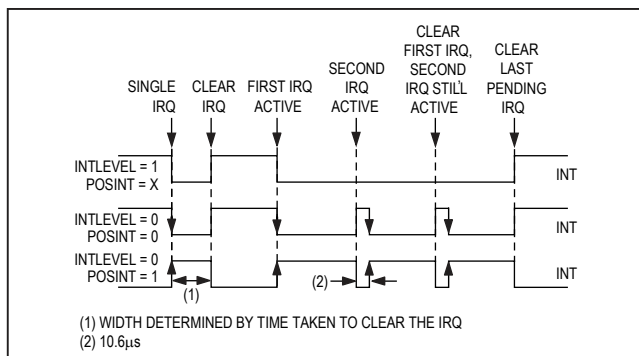 SINGLE
IRQ
CLEAR
IRQ
FIRST IRQ
ACTIVE
SECOND
IRQ
ACTIVE
CLEAR
FIRST IRQ,
SECOND
IRQ STILL
ACTIVE
CLEAR
LAST
PENDING
IRQ
INTLEVEL = 1
POSINT = X
INT
INTLEVEL = 0
POSINT = 0
INT
INTLEVEL = 0
POSINT = 1
INT
(1)
(2)
(1) WIDTH DETERMINED BY TIME TAKEN TO CLEAR THE IRQ
(2) 10.6µs